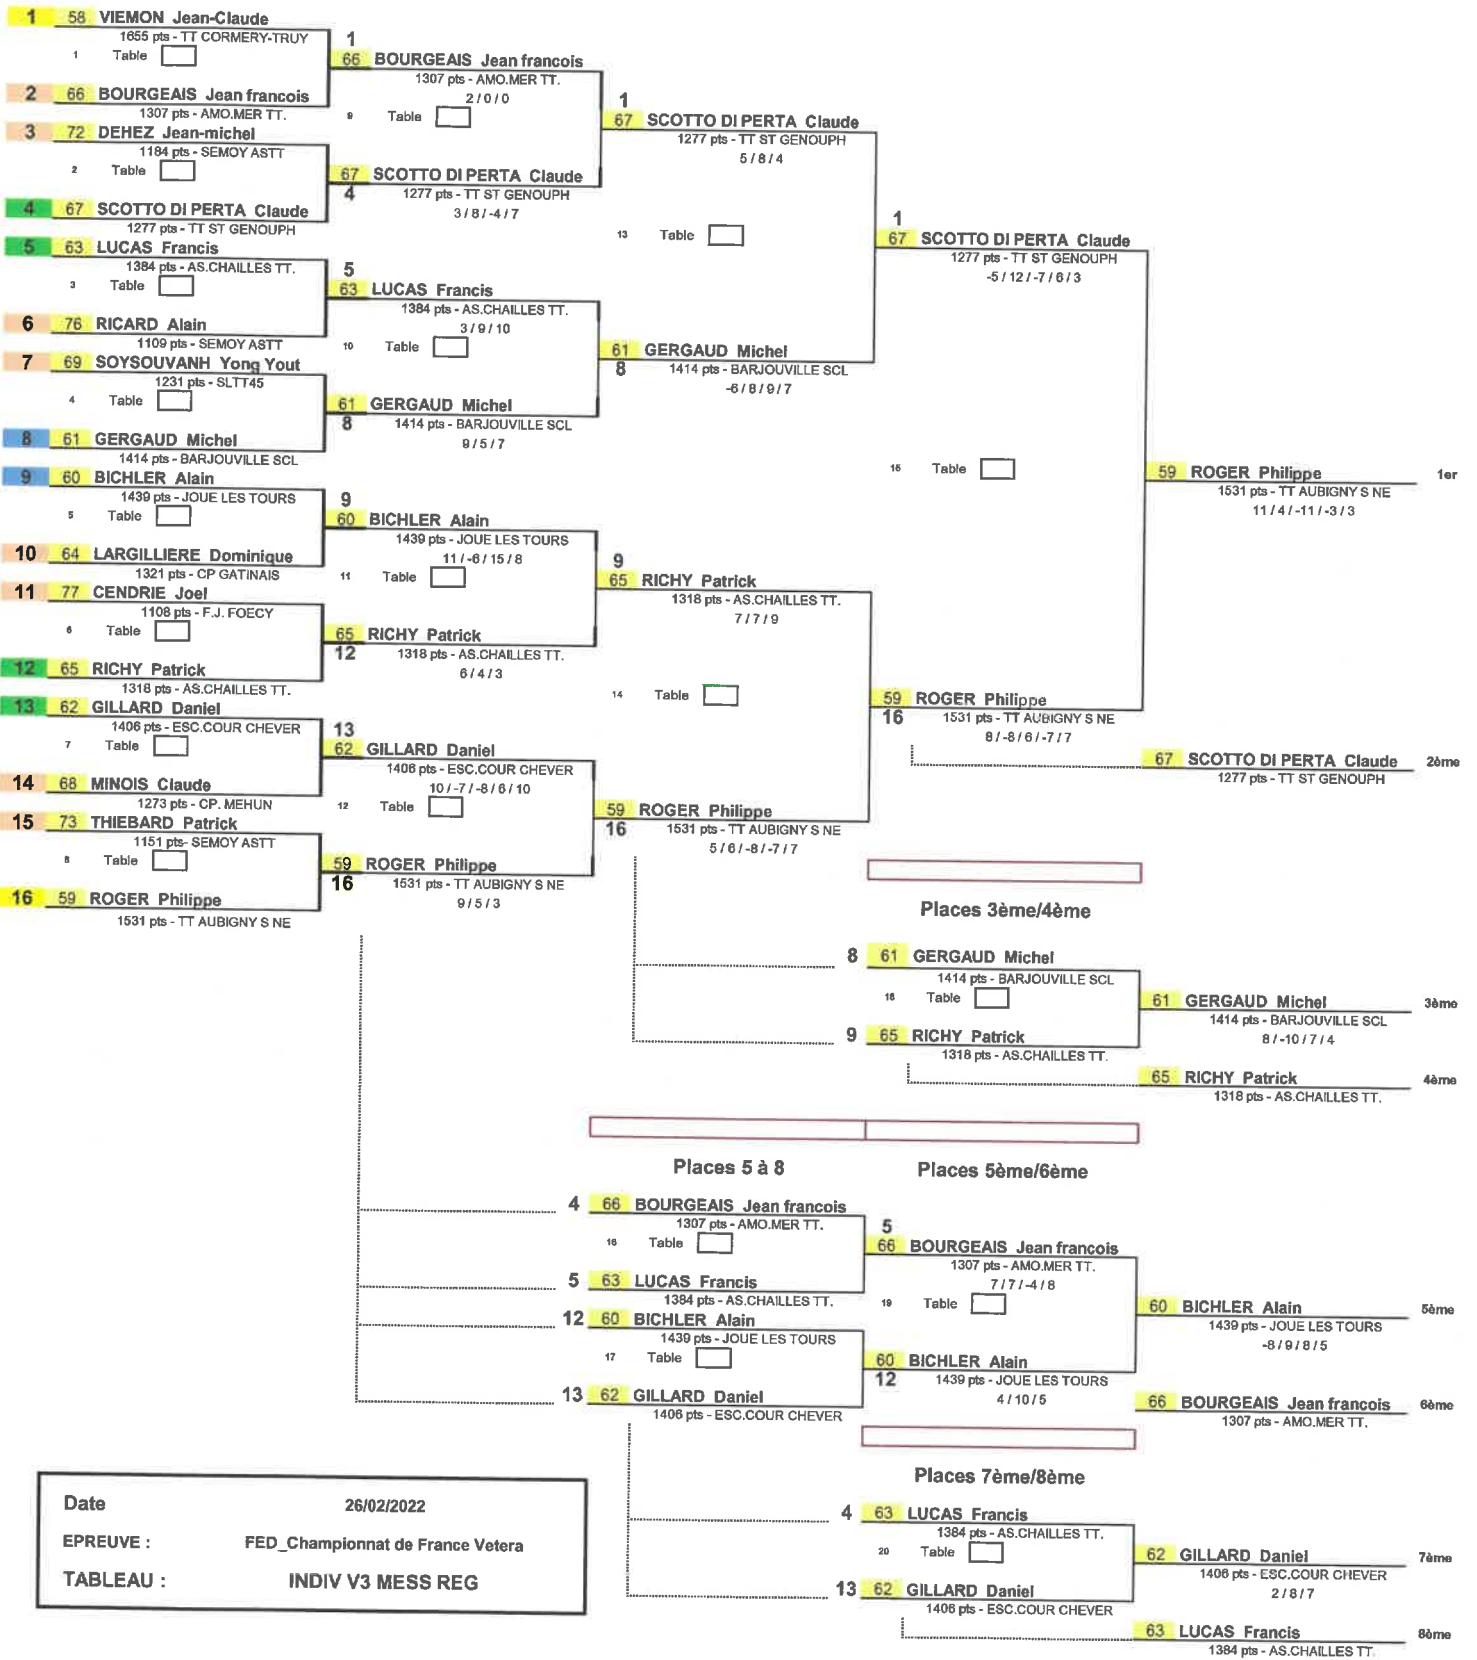 1 58 VIEMON Jean-Claude
1655 pts - TT CORMERY-TRUY
1 Table
2 66 BOURGEAIS Jean francois
1307 pts - AMO.MER TT.
3 72 DEHEZ Jean-michel
1184 pts - SEMOY ASTT
2 Table
4 67 SCOTTO DI PERTA Claude
1277 pts - TT ST GENOUPH
5 63 LUCAS Francis
1384 pts - AS.CHAILLES TT.
3 Table
6 76 RICARD Alain
1109 pts - SEMOY ASTT
7 69 SOYSOUVANH Yong Yout
1231 pts - SLTT45
4 Table
8 61 GERGAUD Michel
1414 pts - BARJOUVILLE SCL
9 60 BICHLER Alain
1439 pts - JOUE LES TOURS
5 Table
10 64 LARGILLIERE Dominique
1321 pts - CP GATINAIS
11 77 CENDRIE Joel
1108 pts - F.J. FOECY
6 Table
12 65 RICHY Patrick
1318 pts - AS.CHAILLES TT.
13 62 GILLARD Daniel
1406 pts - ESC.COUR CHEVER
7 Table
14 68 MINOIS Claude
1273 pts - CP. MEHUN
15 73 THIEBARD Patrick
1151 pts- SEMOY ASTT
8 Table
16 59 ROGER Philippe
1531 pts - TT AUBIGNY S NE
1
66 BOURGEAIS Jean francois
1307 pts - AMO.MER TT.
2 / 0 / 0
9 Table
67 SCOTTO DI PERTA Claude
4
1277 pts - TT ST GENOUPH
3 / 8 / -4 / 7
5
63 LUCAS Francis
1384 pts - AS.CHAILLES TT.
3 / 9 / 10
10 Table
61 GERGAUD Michel
8
1414 pts - BARJOUVILLE SCL
9 / 5 / 7
9
60 BICHLER Alain
1439 pts - JOUE LES TOURS
11 / -6 / 15 / 8
11 Table
65 RICHY Patrick
12
1318 pts - AS.CHAILLES TT.
6 / 4 / 3
13
62 GILLARD Daniel
1406 pts - ESC.COUR CHEVER
10 / -7 / -8 / 6 / 10
12 Table
59 ROGER Philippe
16
1531 pts - TT AUBIGNY S NE
9 / 5 / 3
1
67 SCOTTO DI PERTA Claude
1277 pts - TT ST GENOUPH
5 / 8 / 4
13 Table
61 GERGAUD Michel
8
1414 pts - BARJOUVILLE SCL
-6 / 8 / 9 / 7
9
65 RICHY Patrick
1318 pts - AS.CHAILLES TT.
7 / 7 / 9
14 Table
59 ROGER Philippe
16
1531 pts - TT AUBIGNY S NE
5 / 6 / -8 / -7 / 7
1
67 SCOTTO DI PERTA Claude
1277 pts - TT ST GENOUPH
-5 / 12 / -7 / 6 / 3
15 Table
59 ROGER Philippe
16
1531 pts - TT AUBIGNY S NE
8 / -8 / 6 / -7 / 7
59 ROGER Philippe 1er
1531 pts - TT AUBIGNY S NE
11 / 4 / -11 / -3 / 3
67 SCOTTO DI PERTA Claude 2ème
1277 pts - TT ST GENOUPH
Places 3ème/4ème
8 61 GERGAUD Michel
1414 pts - BARJOUVILLE SCL
18 Table
9 65 RICHY Patrick
1318 pts - AS.CHAILLES TT.
61 GERGAUD Michel 3ème
1414 pts - BARJOUVILLE SCL
8 / -10 / 7 / 4
65 RICHY Patrick 4ème
1318 pts - AS.CHAILLES TT.
Places 5 à 8 Places 5ème/6ème
4 66 BOURGEAIS Jean francois
1307 pts - AMO.MER TT.
16 Table
5 63 LUCAS Francis
1384 pts - AS.CHAILLES TT.
12 60 BICHLER Alain
1439 pts - JOUE LES TOURS
17 Table
13 62 GILLARD Daniel
1406 pts - ESC.COUR CHEVER
5
66 BOURGEAIS Jean francois
1307 pts - AMO.MER TT.
7 / 7 / -4 / 8
19 Table
60 BICHLER Alain
12
1439 pts - JOUE LES TOURS
4 / 10 / 5
60 BICHLER Alain 5ème
1439 pts - JOUE LES TOURS
-8 / 9 / 8 / 5
66 BOURGEAIS Jean francois 6ème
1307 pts - AMO.MER TT.
Places 7ème/8ème
4 63 LUCAS Francis
1384 pts - AS.CHAILLES TT.
20 Table
13 62 GILLARD Daniel
1406 pts - ESC.COUR CHEVER
62 GILLARD Daniel 7ème
1406 pts - ESC.COUR CHEVER
2 / 8 / 7
63 LUCAS Francis 8ème
1384 pts - AS.CHAILLES TT.
Date 26/02/2022
EPREUVE : FED_Championnat de France Vetera
TABLEAU : INDIV V3 MESS REG